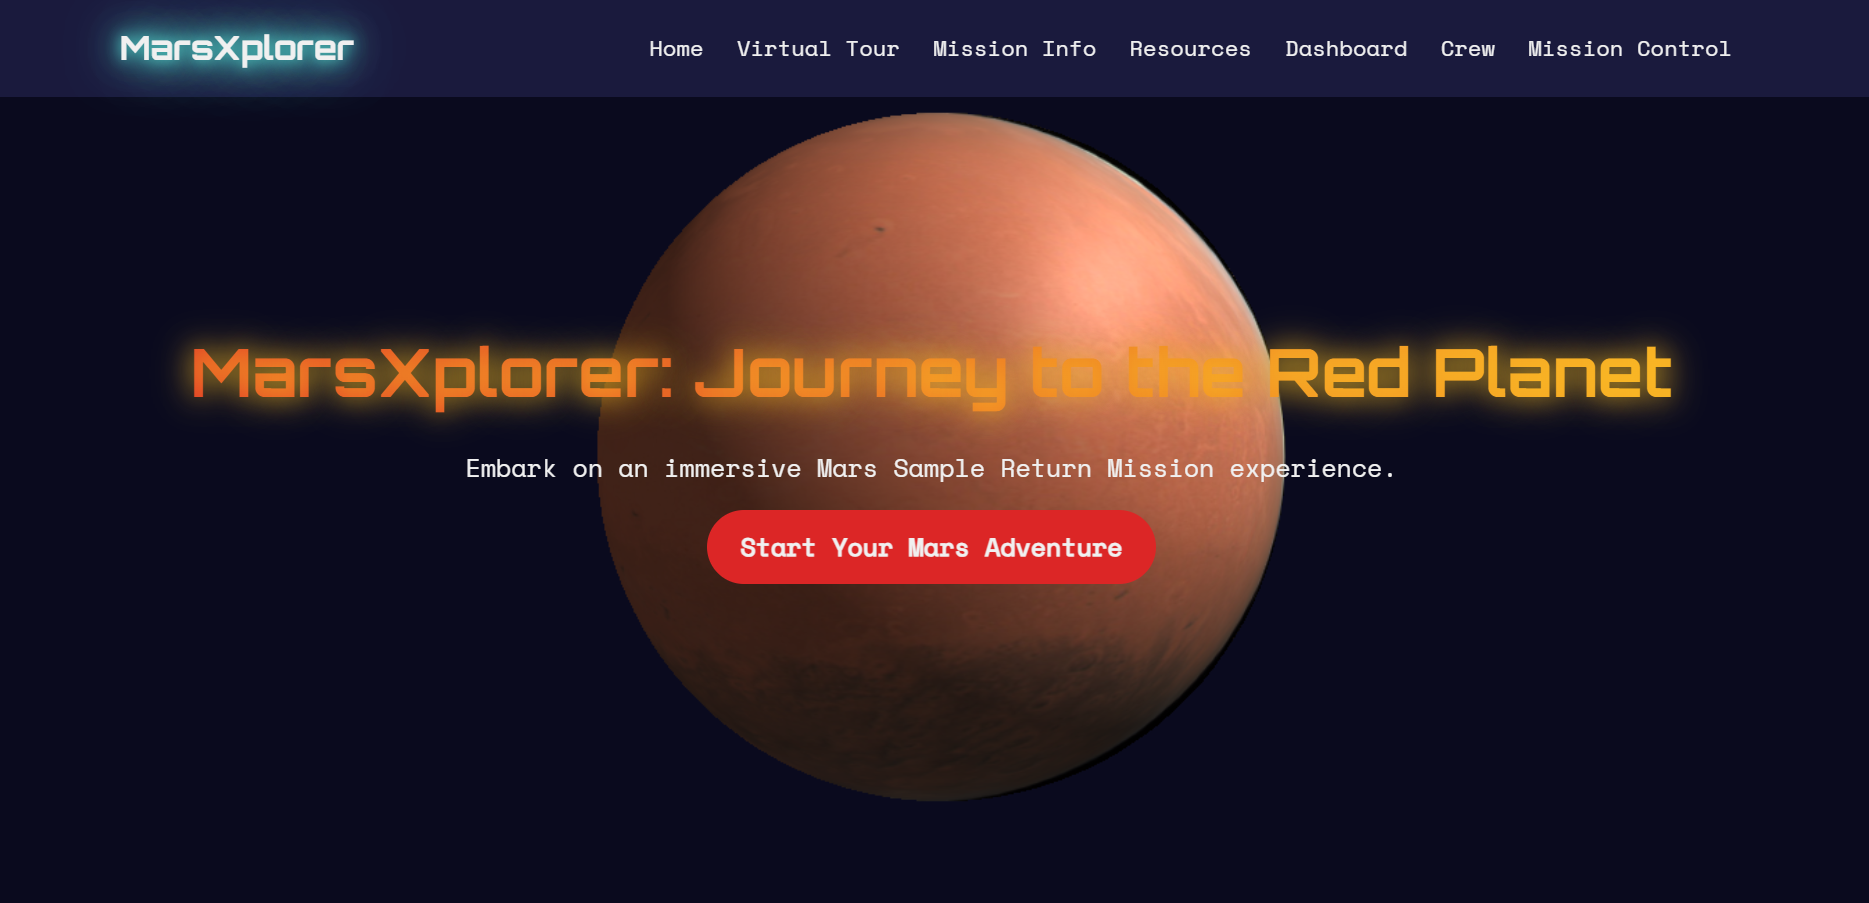 MarsXplorer
Home Virtual Tour Mission Info Resources Dashboard Crew Mission Control
MarsXplorer: Journey to the Red Planet
Embark on an immersive Mars Sample Return Mission experience.
Start Your Mars Adventure